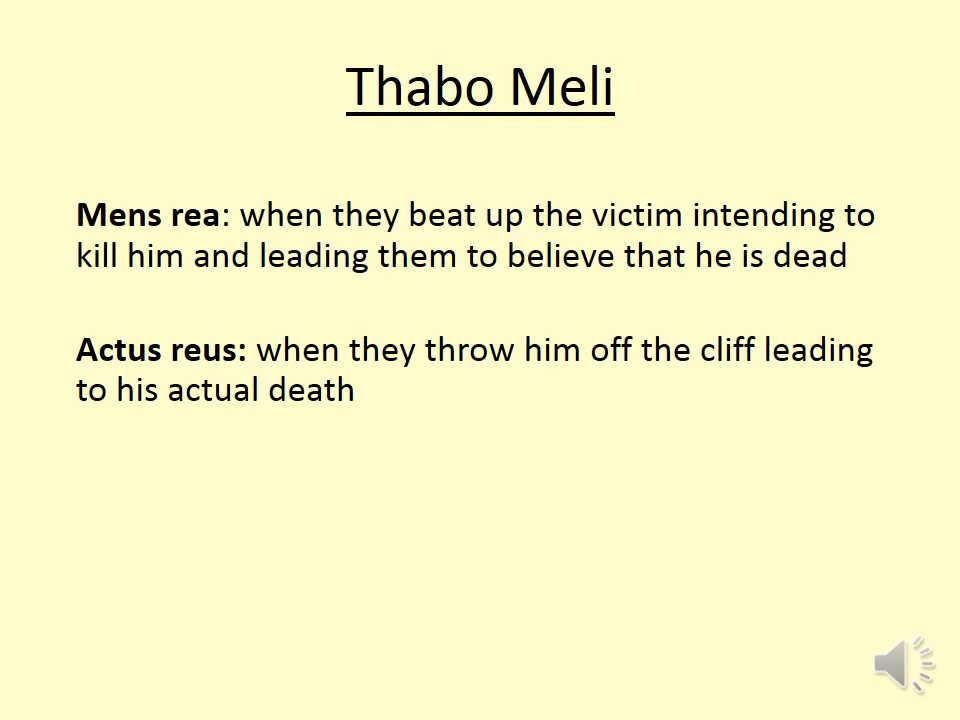 Thabo Meli
Mens rea: when they beat up the victim intending to
kill him and leading them to believe that he is dead
Actus reus: when they throw him off the cliff leading
to his actual death